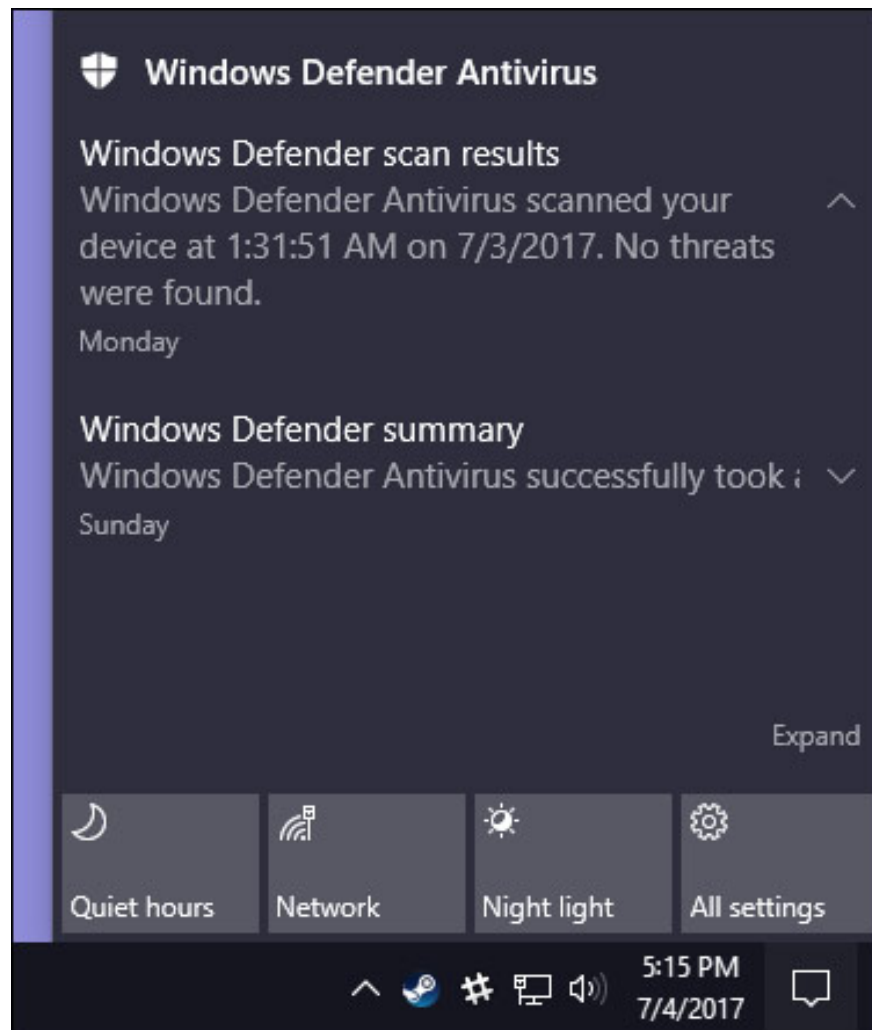 Windows Defender Antivirus
Windows Defender scan results
Windows Defender Antivirus scanned your
device at 1:31:51 AM on 7/3/2017. No threats
were found.
Monday
Windows Defender summary
Windows Defender Antivirus successfully took
Sunday
Expand
Quiet hours
Network
Night light
All settings
5:15 PM
7/4/2017